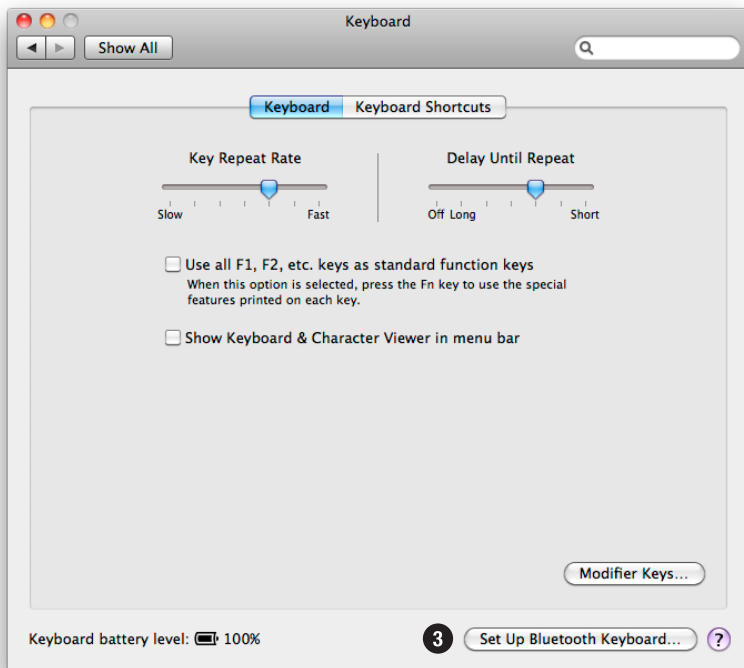 Keyboard
Show All
Keyboard Keyboard Shortcuts
Key Repeat Rate Delay Until Repeat
Slow Fast Off Long Short
Use all F1, F2, etc. keys as standard function keys
When this option is selected, press the Fn key to use the special
features printed on each key.
Show Keyboard & Character Viewer in menu bar
Modifier Keys...
Keyboard battery level: 100% 3 Set Up Bluetooth Keyboard... ?